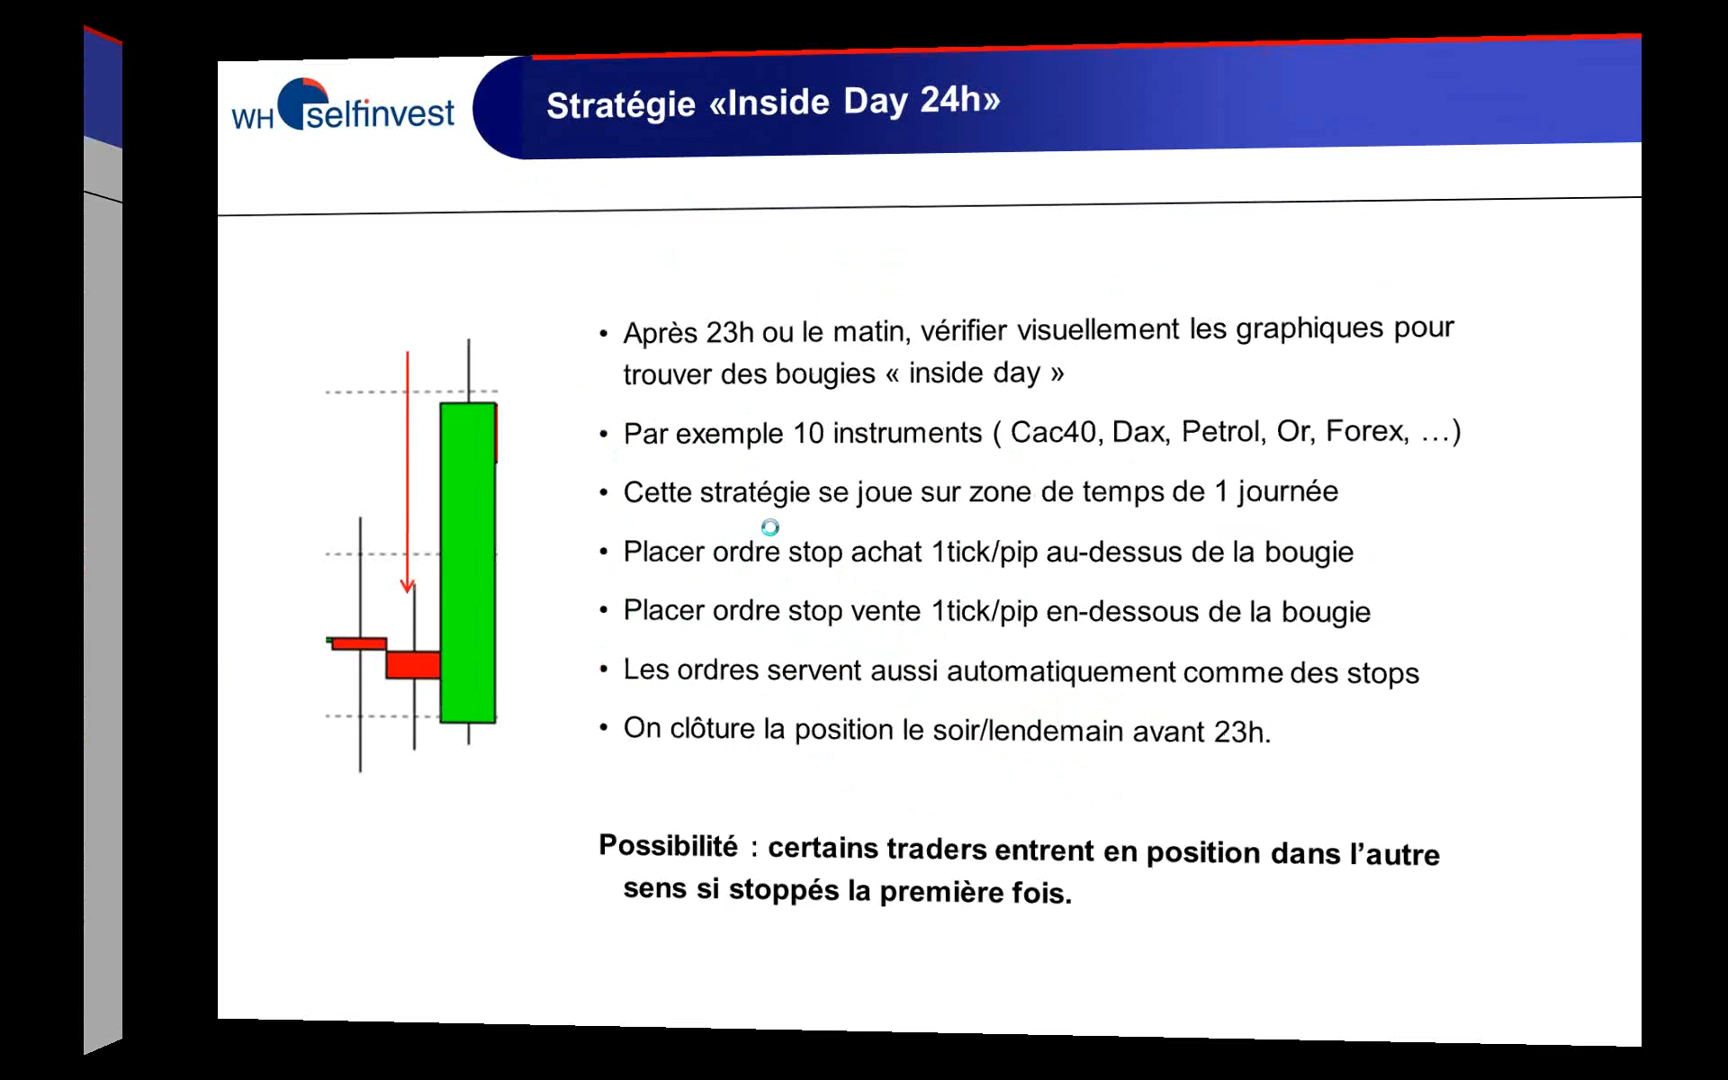 WH selfinvest
Stratégie «Inside Day 24h»
• Après 23h ou le matin, vérifier visuellement les graphiques pour
trouver des bougies « inside day »
• Par exemple 10 instruments ( Cac40, Dax, Petrol, Or, Forex, …)
• Cette stratégie se joue sur zone de temps de 1 journée
• Placer ordre stop achat 1tick/pip au-dessus de la bougie
• Placer ordre stop vente 1tick/pip en-dessous de la bougie
• Les ordres servent aussi automatiquement comme des stops
• On clôture la position le soir/lendemain avant 23h.
Possibilité : certains traders entrent en position dans l’autre
sens si stoppés la première fois.